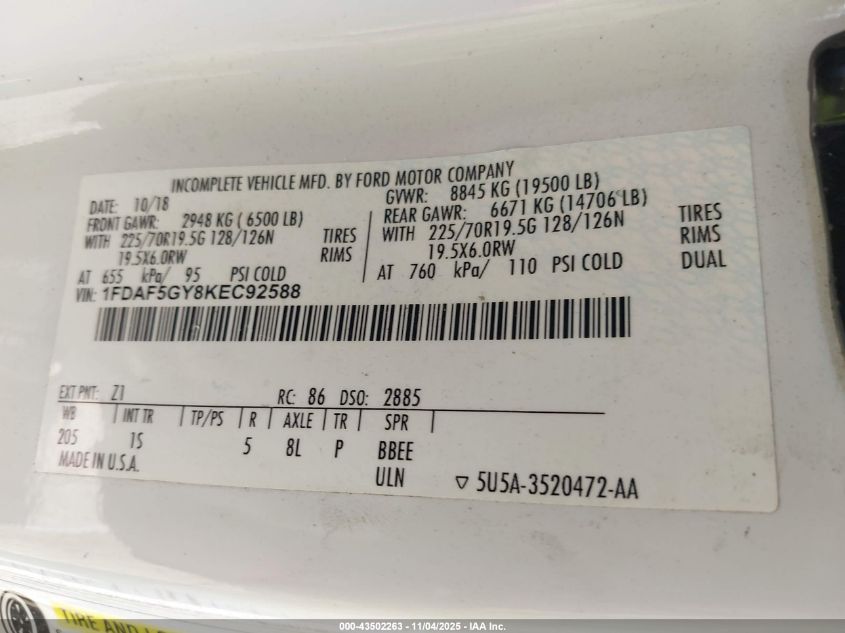 INCOMPLETE VEHICLE MFD. BY FORD MOTOR COMPANY
DATE: 10/18 GVWR: 8845 KG (19500 LB)
FRONT GAWR: 2948 KG ( 6500 LB) REAR GAWR: 6671 KG (14706 LB)
WITH 225/70R19.5G 128/126N TIRES WITH 225/70R19.5G 128/126N TIRES
19.5X6.0RW RIMS 19.5X6.0RW RIMS
AT 655 kPa/ 95 PSI COLD AT 760 kPa/ 110 PSI COLD DUAL
VIN: 1FDAF5GY8KEC92588
EXT PNT: Z1 RC: 86 DSO: 2885
WB INT TR TP/PS R AXLE TR SPR
205 1S 5 8L P BBEE
MADE IN U.S.A. ULN ▽ 5U5A-3520472-AA
TIRE AND
000-43502263 - 11/04/2025 - IAA Inc.